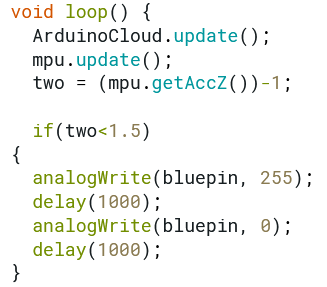 void loop() {
  ArduinoCloud.update();
  mpu.update();
  two = (mpu.getAccZ())-1;

  if(two<1.5)
{
  analogWrite(bluepin, 255);
  delay(1000);
  analogWrite(bluepin, 0);
  delay(1000);
}